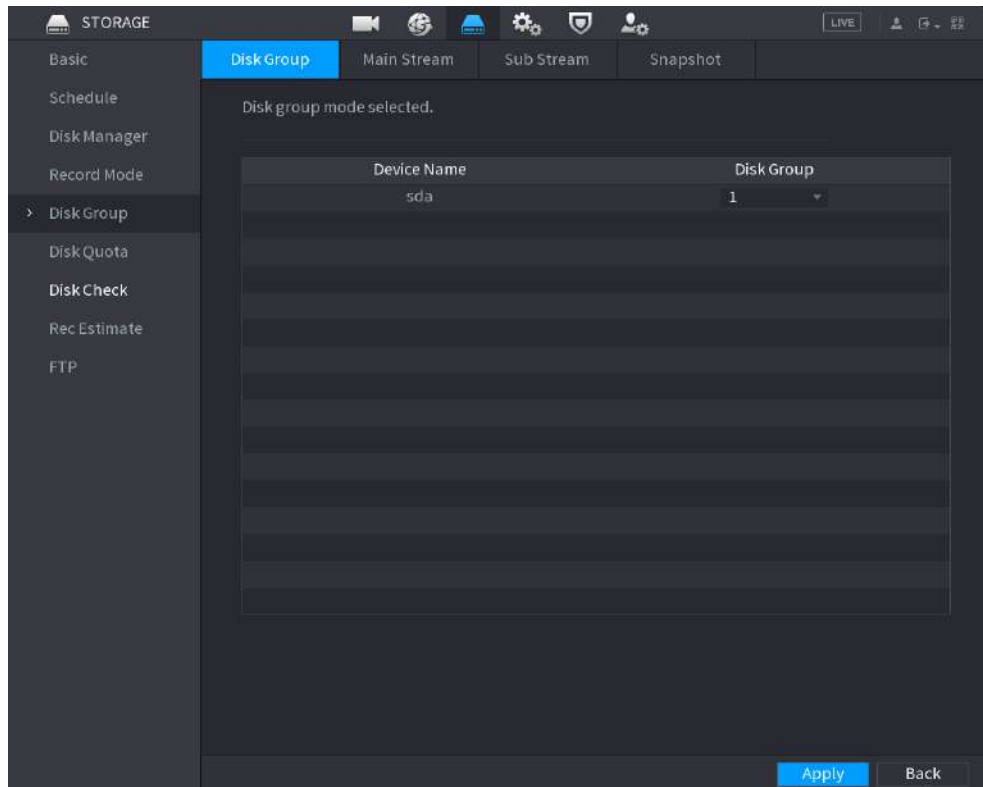 STORAGE
LIVE
Basic
Disk Group
Main Stream
Sub Stream
Snapshot
Schedule
Disk group mode selected.
Disk Manager
Record Mode
Device Name
Disk Group
sda
1
> Disk Group
Disk Quota
Disk Check
Rec Estimate
FTP
Apply
Back